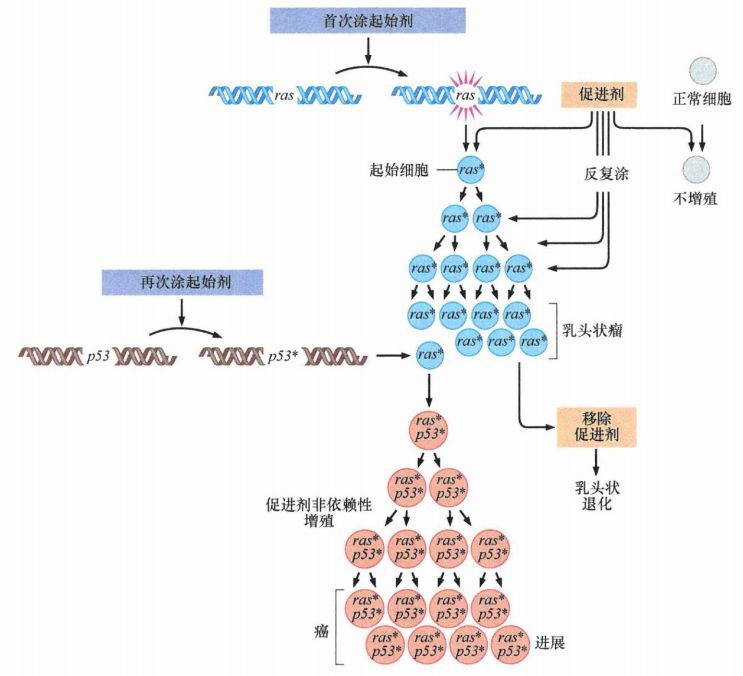 首次涂起始剂
ras
ras
促进剂
正常细胞
起始细胞
ras*
反复涂
不增殖
ras* ras*
ras* ras* ras* ras*
再次涂起始剂
ras* ras* ras* ras*
乳头状瘤
ras* ras* ras*
p53
p53*
ras*
ras*
p53*
移除
促进剂
ras* ras*
p53* p53*
乳头状
退化
促进剂非依赖性
增殖
ras* ras* ras* ras*
p53* p53* p53* p53*
ras* ras* ras* ras*
p53* p53* p53* p53*
癌
ras* ras* ras* ras*
p53* p53* p53* p53*
进展